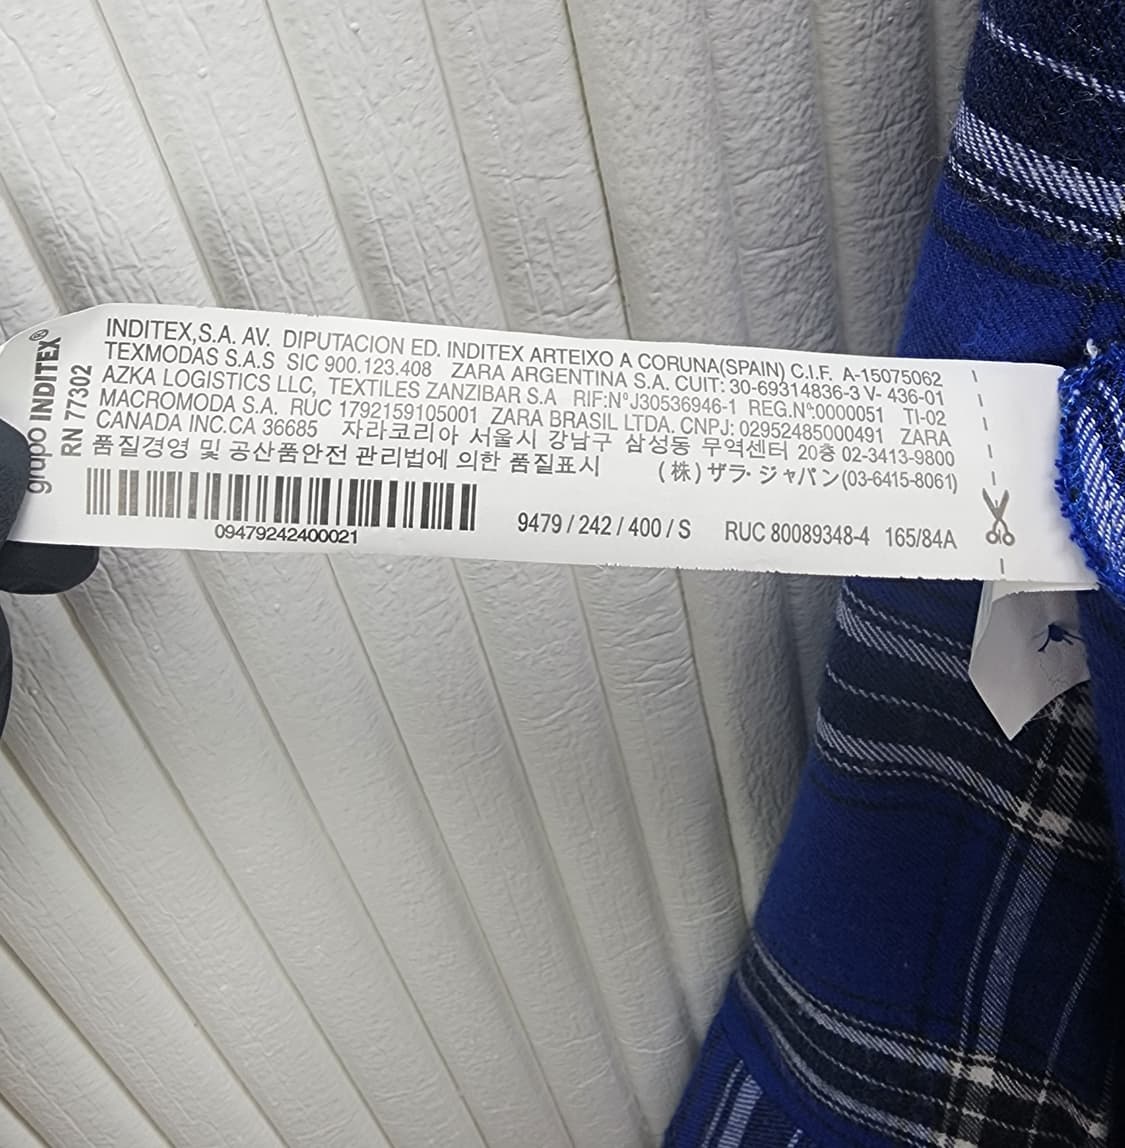 grupo INDITEX®
RN 77302
INDITEX,S.A. AV. DIPUTACION ED. INDITEX ARTEIXO A CORUNA(SPAIN) C.I.F. A-15075062
TEXMODAS S.A.S SIC 900.123.408 ZARA ARGENTINA S.A. CUIT: 30-69314836-3 V- 436-01
AZKA LOGISTICS LLC, TEXTILES ZANZIBAR S.A RIF:NºJ30536946-1 REG.Nº:0000051 TI-02
MACROMODA S.A. RUC 1792159105001 ZARA BRASIL LTDA. CNPJ: 02952485000491 ZARA
CANADA INC.CA 36685 자라코리아 서울시 강남구 삼성동 무역센터 20층 02-3413-9800
품질경영 및 공산품안전 관리법에 의한 품질표시 (株)ザラ・ジャパン(03-6415-8061)
09479242400021 9479 / 242 / 400 / S RUC 80089348-4 165/84A